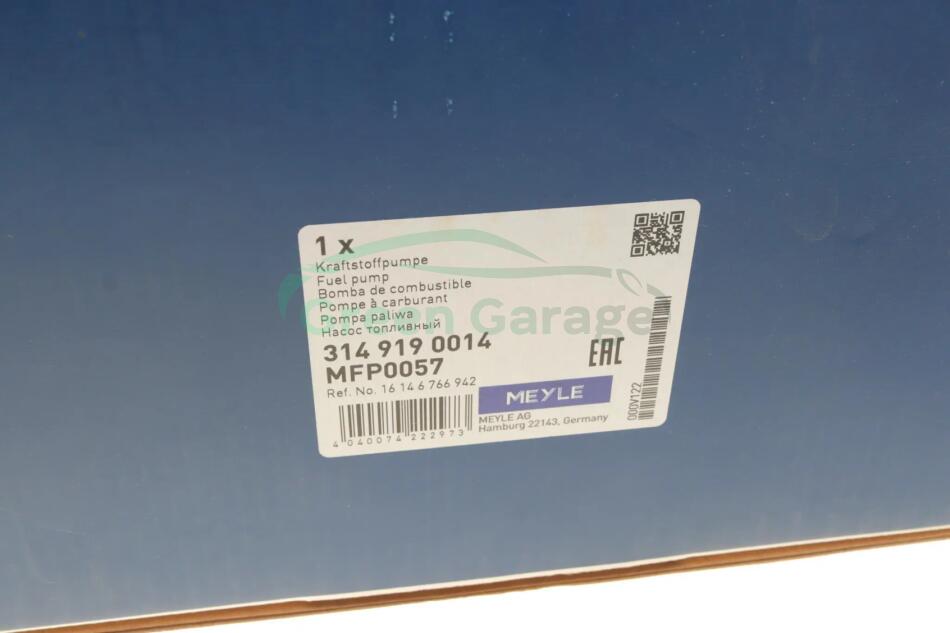 1 x
Kraftstoffpumpe
Fuel pump
Bomba de combustible
Pompe à carburant
Pompa paliwa
Насос топливный
Green Garage
314 919 0014
MFP0057
Ref. No. 16 14 6 766 942
EAC
MEYLE
MEYLE AG
Hamburg 22143, Germany
4 040074 222973
000V122